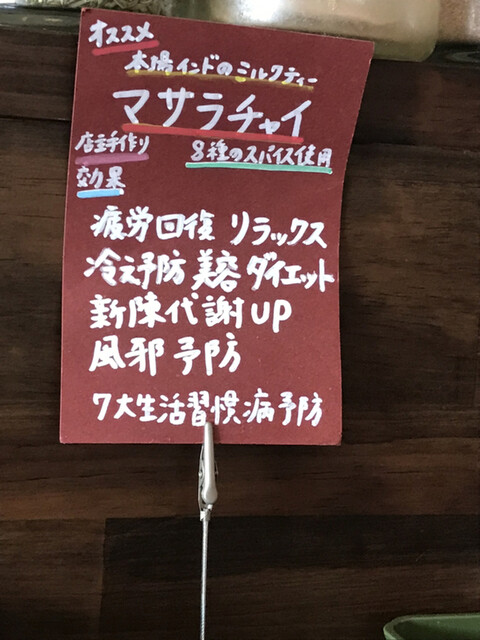 オススメ
本場インドのミルクティー
マサラチャイ
店主手作り 8種のスパイス使用
効果
疲労回復 リラックス
冷え予防 美容 ダイエット
新陳代謝UP
風邪予防
7大生活習慣病予防